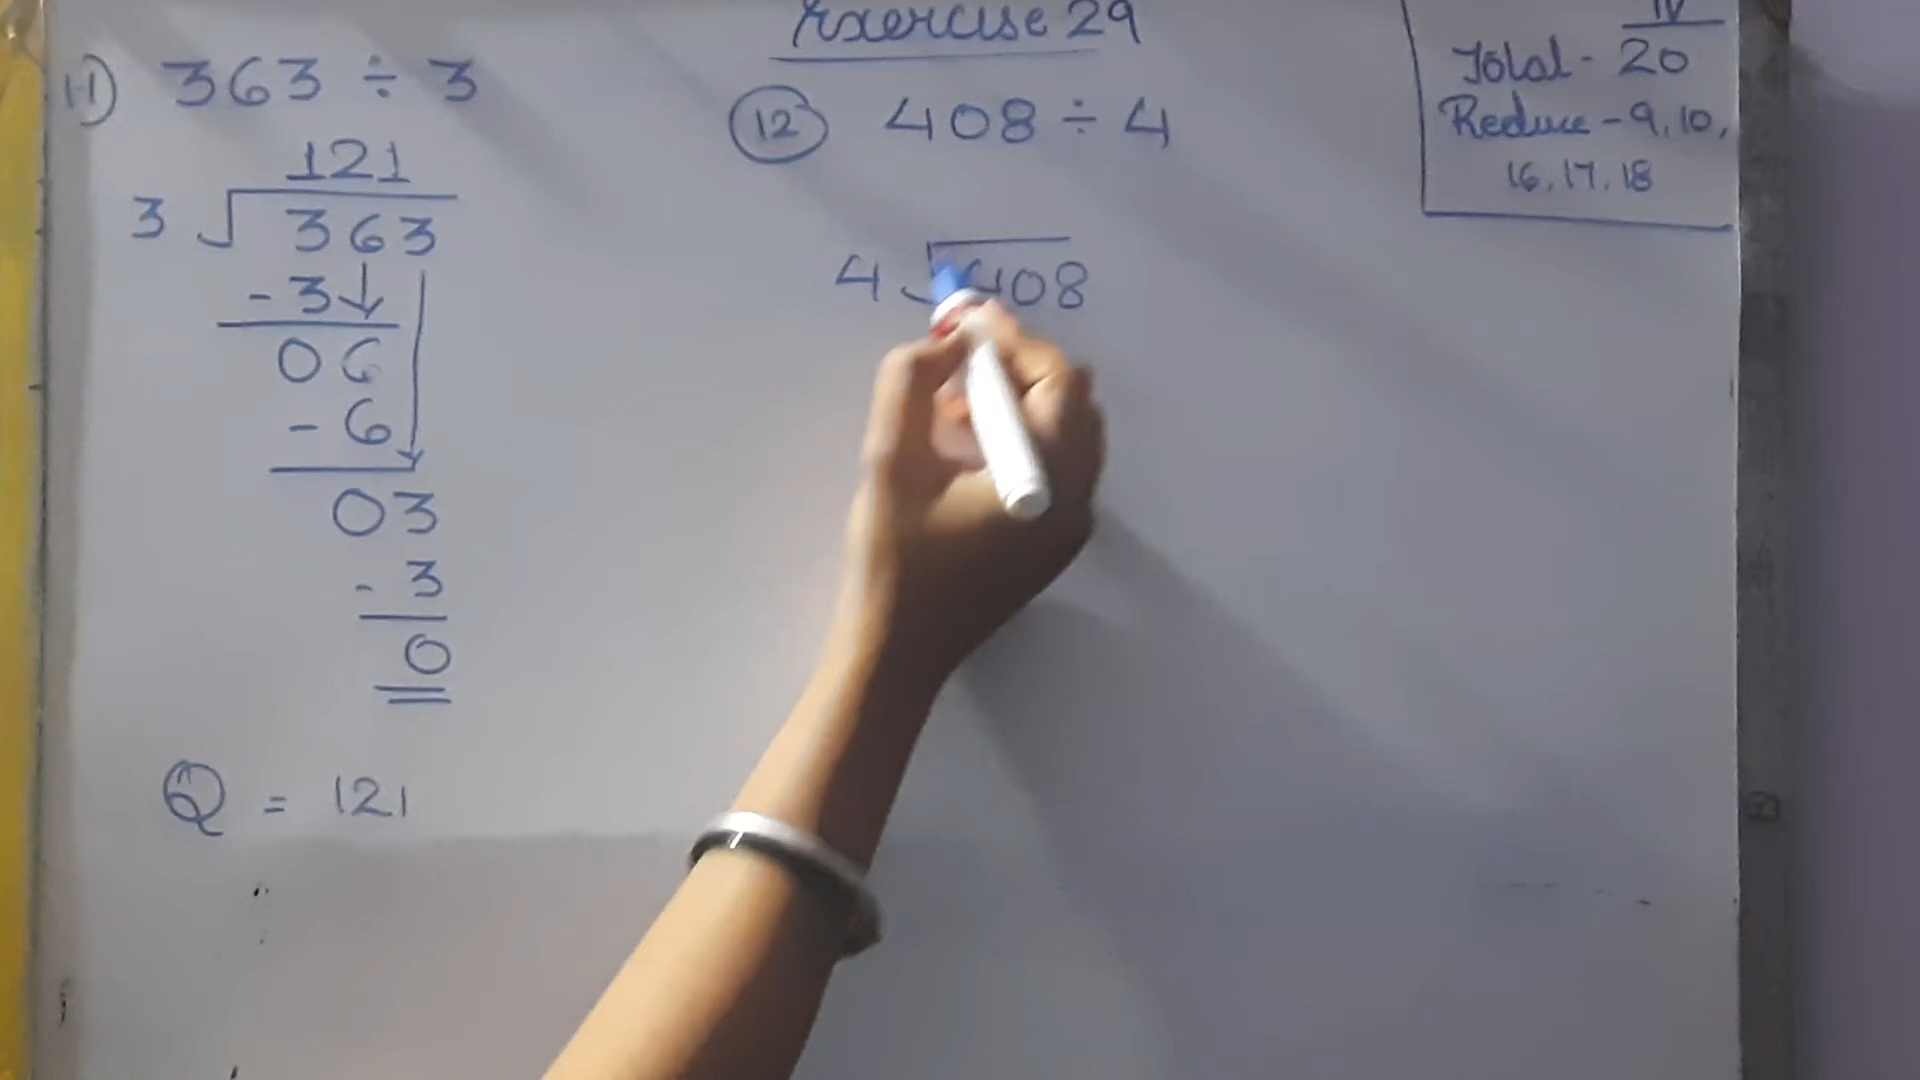 Exercise 29
11) 363 ÷ 3
121
3 363
- 3
06
- 6
03
- 3
0
Q = 121
12 408 ÷ 4
4 408
IV
Total - 20
Reduce - 9, 10,
16, 17, 18